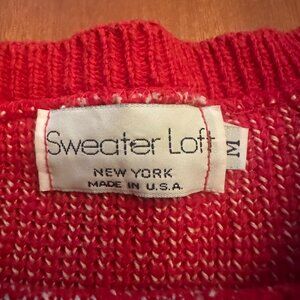 Sweater Loft
NEW YORK
MADE IN U.S.A.
M